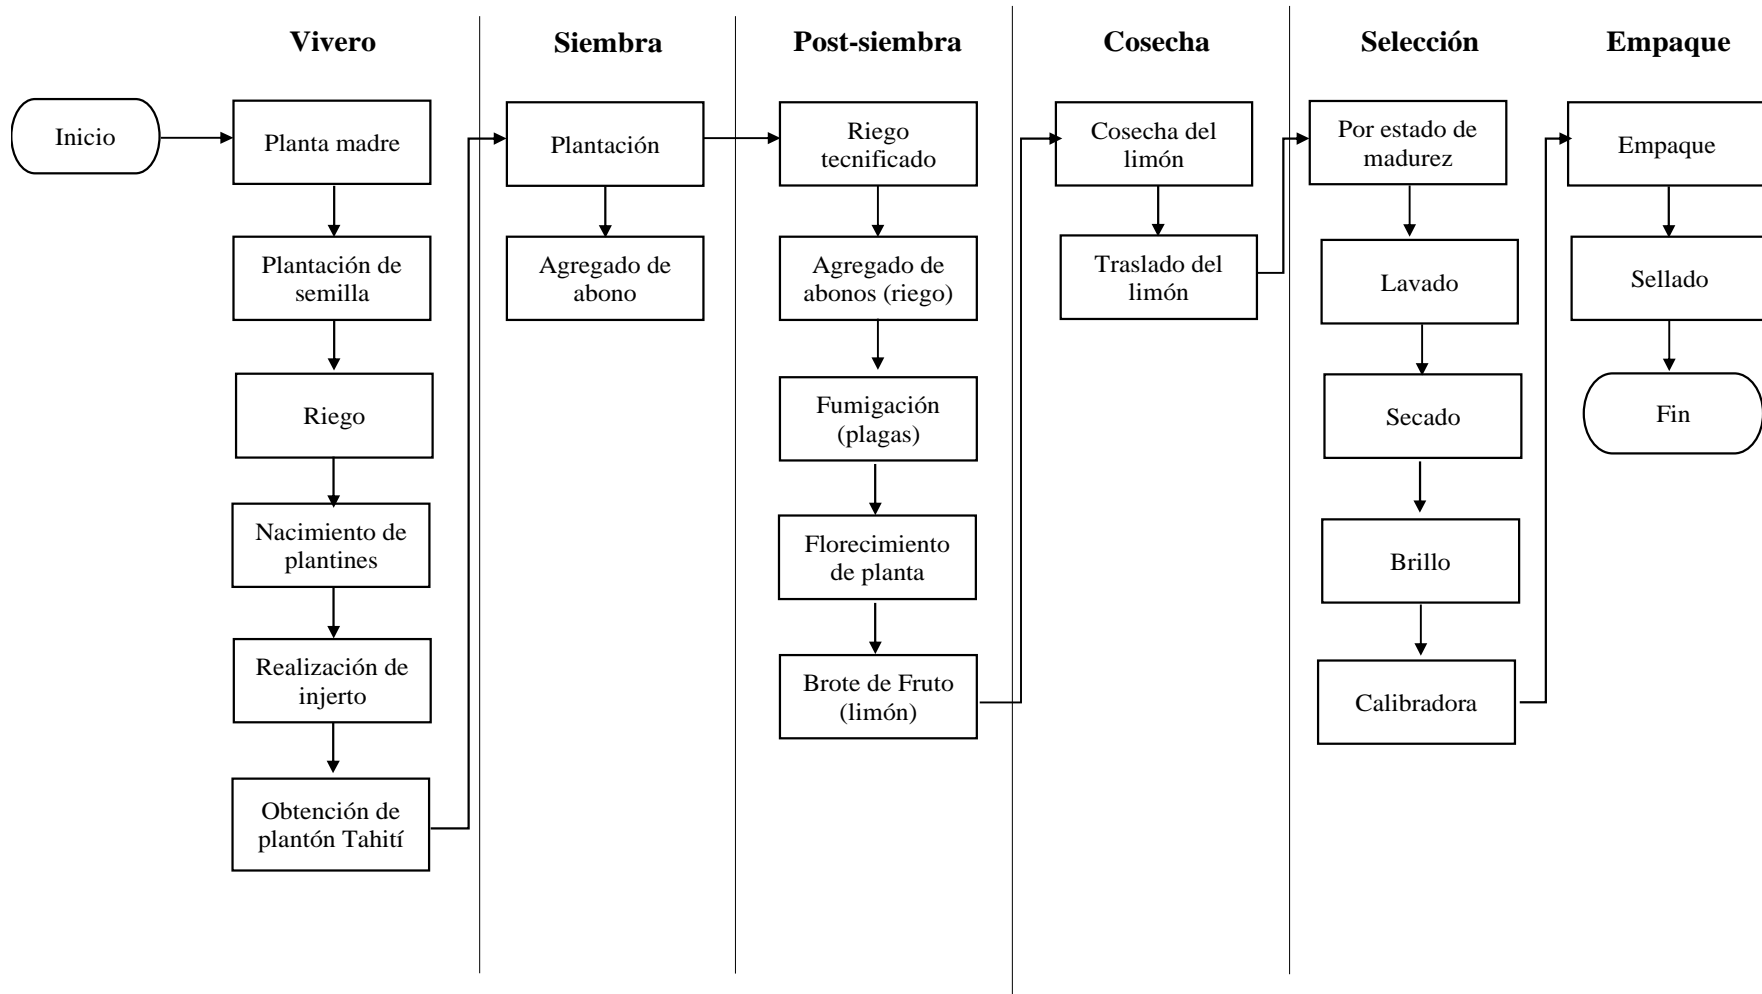 Vivero
Siembra
Post-siembra
Cosecha
Selección
Empaque
Inicio
Planta madre
Plantación de
semilla
Riego
Nacimiento de
plantines
Realización de
injerto
Obtención de
plantón Tahití
Plantación
Agregado de
abono
Riego
tecnificado
Agregado de
abonos (riego)
Fumigación
(plagas)
Florecimiento
de planta
Brote de Fruto
(limón)
Cosecha del
limón
Traslado del
limón
Por estado de
madurez
Lavado
Secado
Brillo
Calibradora
Empaque
Sellado
Fin